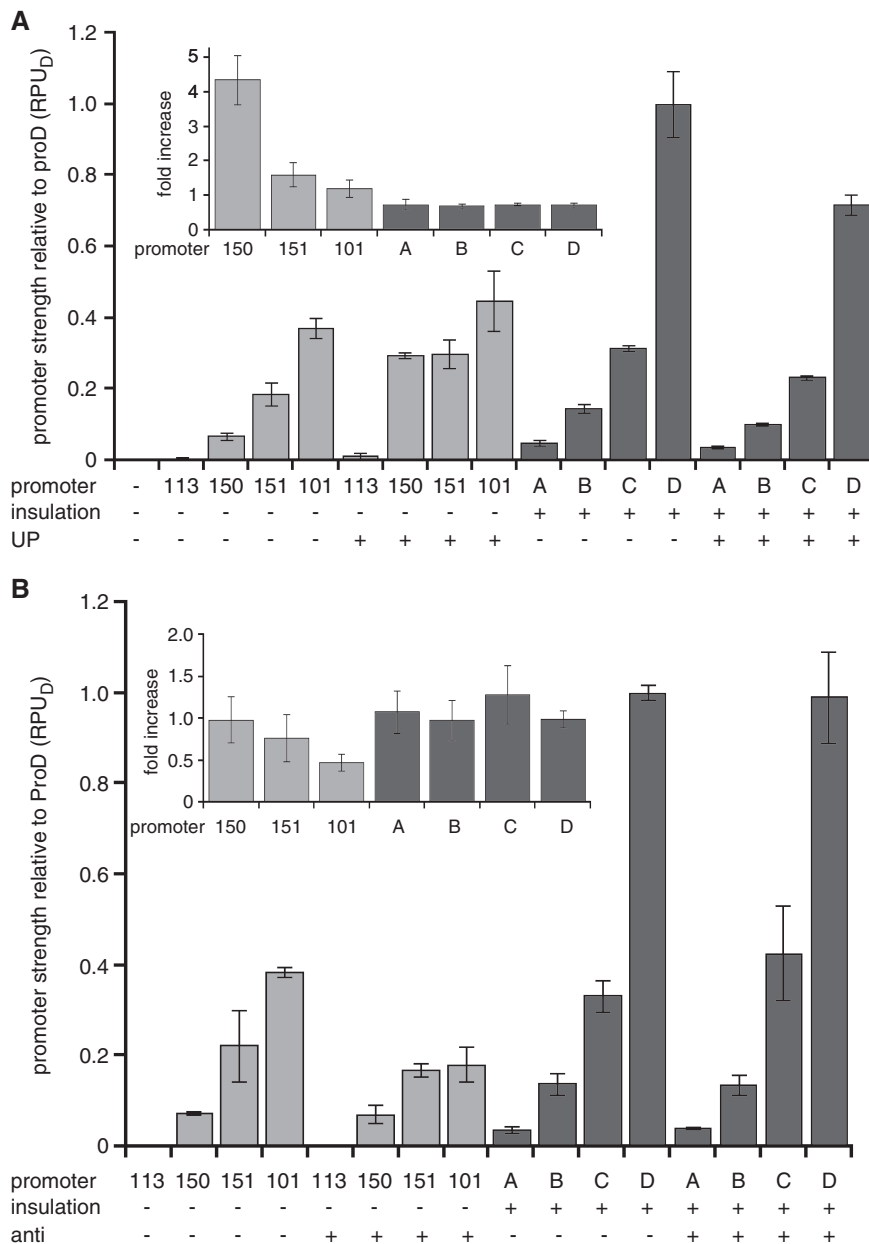 A
promoter strength relative to proD (RPU_D)
1.2
1.0
0.8
0.6
0.4
0.2
0
fold increase
5
4
3
2
1
0
promoter 150 151 101 A B C D
promoter - 113 150 151 101 113 150 151 101 A B C D A B C D
insulation - - - - - - - - - + + + + + + + +
UP - - - - - + + + + - - - - + + + +
B
promoter strength relative to ProD (RPU_D)
1.2
1.0
0.8
0.6
0.4
0.2
0
fold increase
2.0
1.5
1.0
0.5
0
promoter 150 151 101 A B C D
promoter 113 150 151 101 113 150 151 101 A B C D A B C D
insulation - - - - - - - - + + + + + + + +
anti - - - - + + + + - - - - + + + +